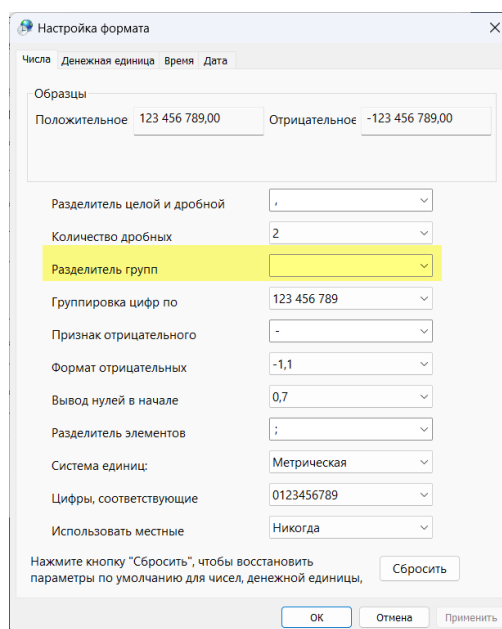 Настройка формата
Числа Денежная единица Время Дата
Образцы
Положительное 123 456 789,00 Отрицательное -123 456 789,00
Разделитель целой и дробной ,
Количество дробных 2
Разделитель групп
Группировка цифр по 123 456 789
Признак отрицательного -
Формат отрицательных -1,1
Вывод нулей в начале 0,7
Разделитель элементов ;
Система единиц: Метрическая
Цифры, соответствующие 0123456789
Использовать местные Никогда
Нажмите кнопку "Сбросить", чтобы восстановить
параметры по умолчанию для чисел, денежной единицы, Сбросить
ОК Отмена Применить